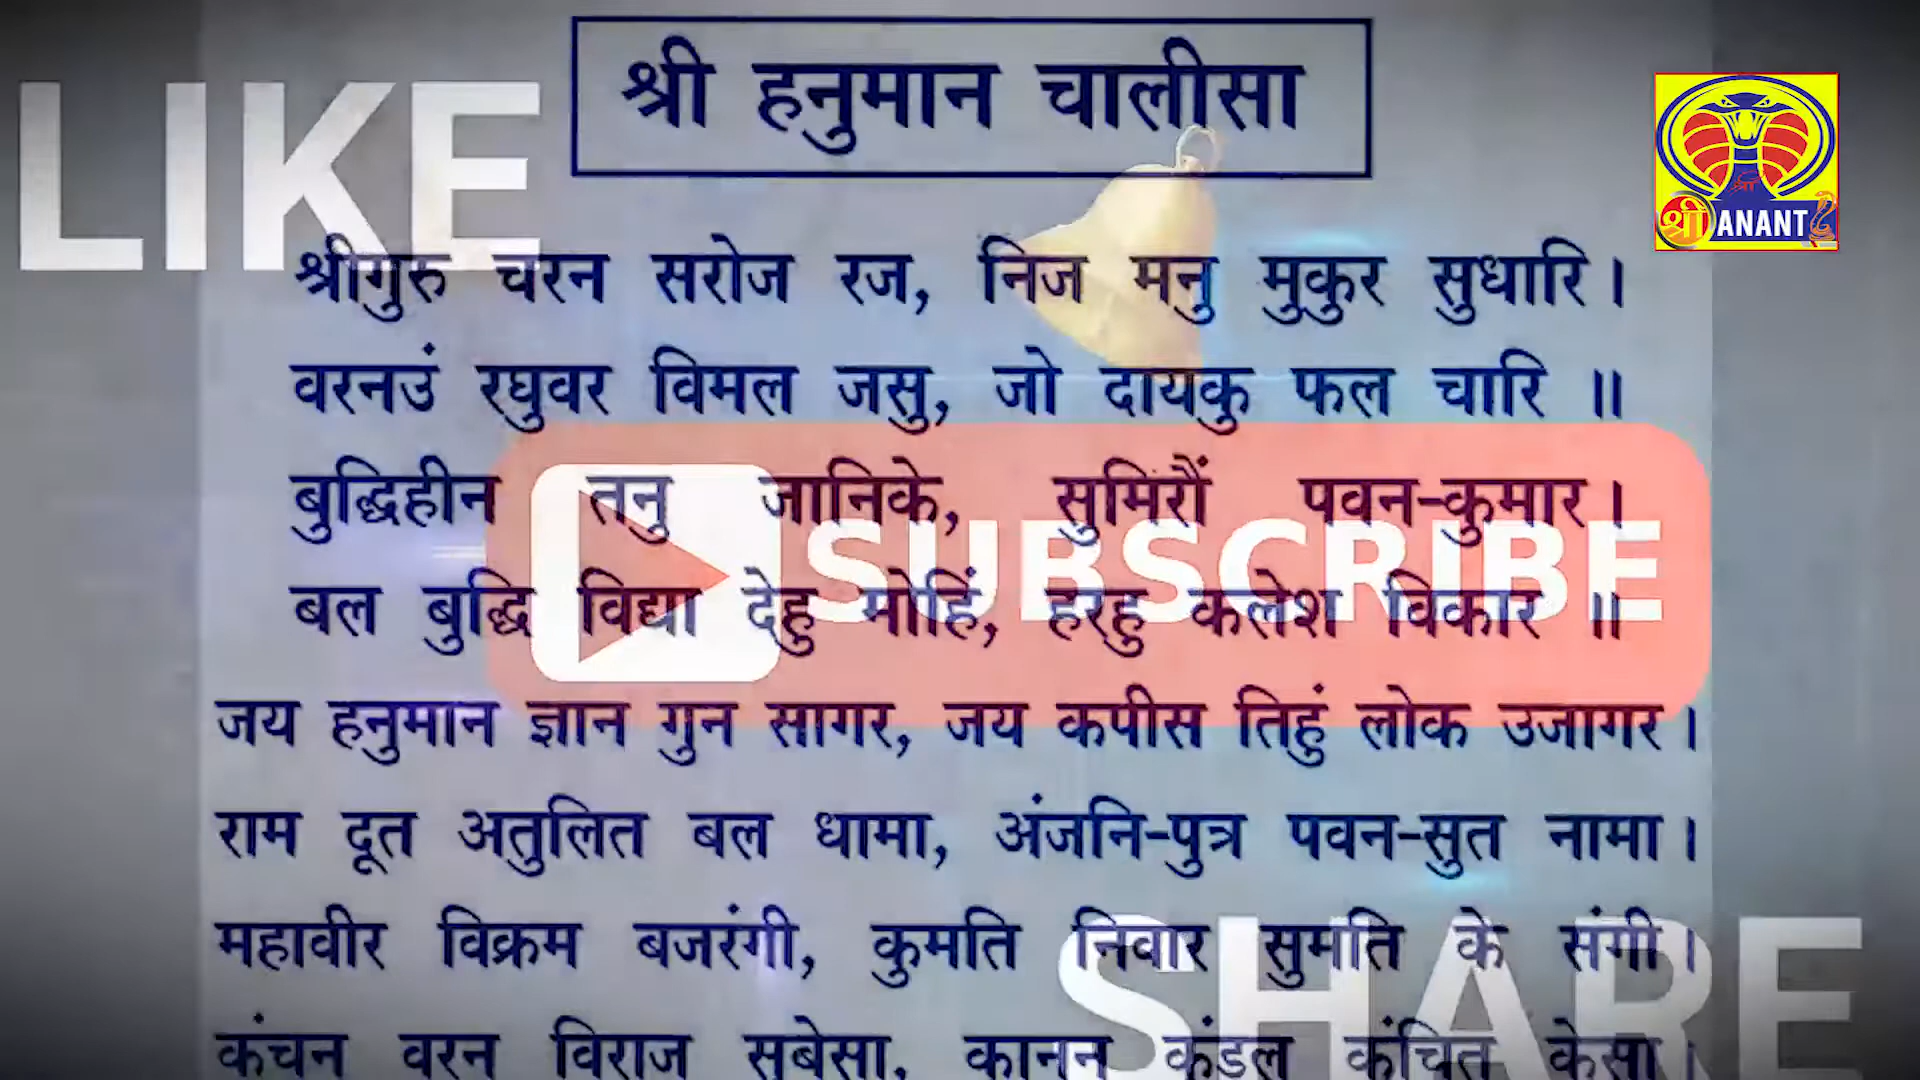 LIKE
श्री हनुमान चालीसा
श्री ANANT
श्रीगुरु चरन सरोज रज, निज मनु मुकुर सुधारि।
वरनउं रघुवर विमल जसु, जो दायकु फल चारि ॥
बुद्धिहीन तनु जानिके, सुमिरौं पवन-कुमार।
SUBSCRIBE
बल बुद्धि विद्या देहु मोहिं, हरहु कलेश विकार ॥
जय हनुमान ज्ञान गुन सागर, जय कपीस तिहुं लोक उजागर।
राम दूत अतुलित बल धामा, अंजनि-पुत्र पवन-सुत नामा।
महावीर विक्रम बजरंगी, कुमति निवार सुमति के संगी।
SHARE
कंचन वरन विराज सुबेसा, कानन कुंडल कुंचित केसा।